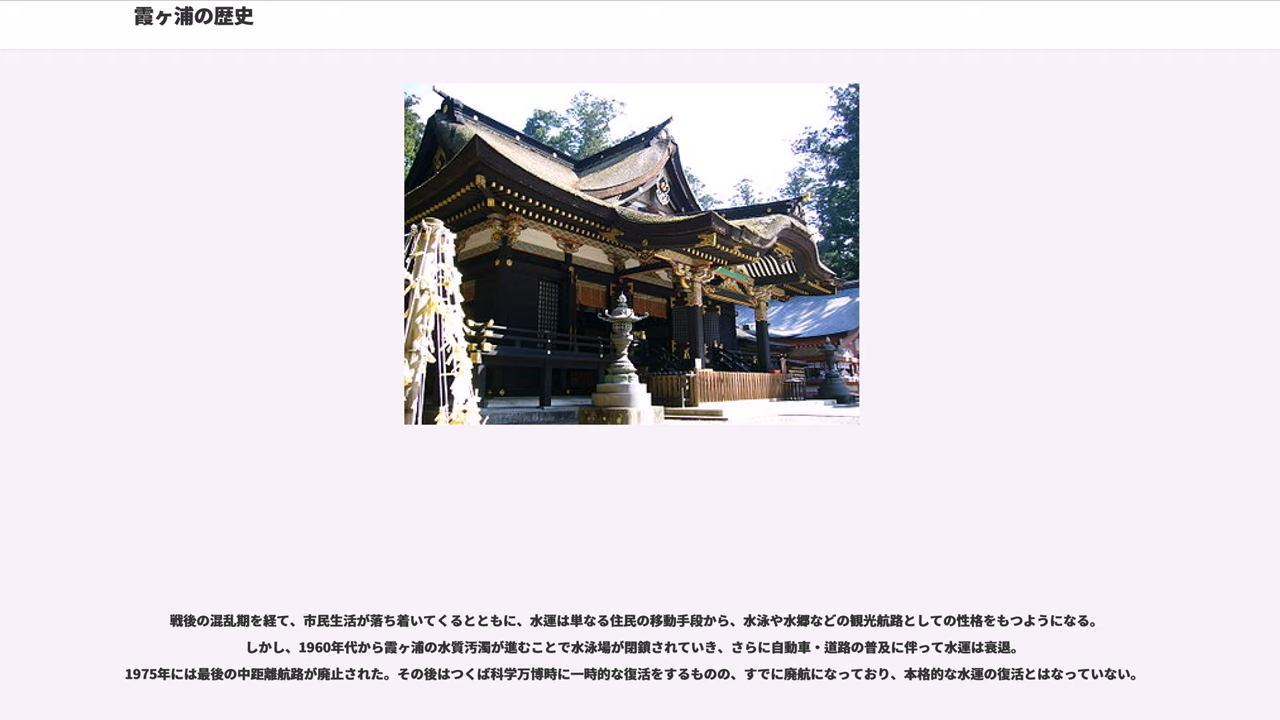 霞ヶ浦の歴史
戦後の混乱期を経て、市民生活が落ち着いてくるとともに、水運は単なる住民の移動手段から、水泳や水郷などの観光航路としての性格をもつようになる。
しかし、1960年代から霞ヶ浦の水質汚濁が進むことで水泳場が閉鎖されていき、さらに自動車・道路の普及に伴って水運は衰退。
1975年には最後の中距離航路が廃止された。その後はつくば科学万博時に一時的な復活をするものの、すでに廃航になっており、本格的な水運の復活とはなっていない。